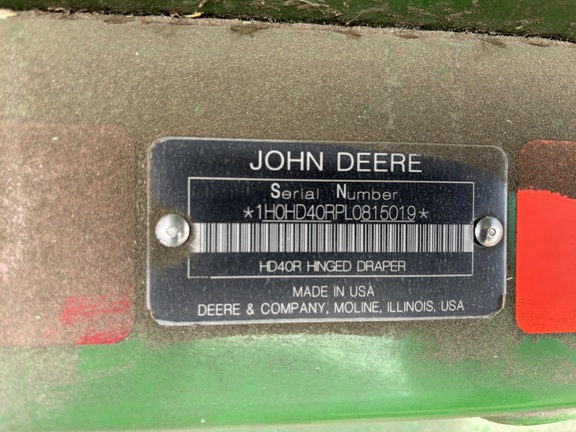 JOHN DEERE
Serial Number
*1H0HD40RPL0815019*
HD40R HINGED DRAPER
MADE IN USA
DEERE & COMPANY, MOLINE, ILLINOIS, USA